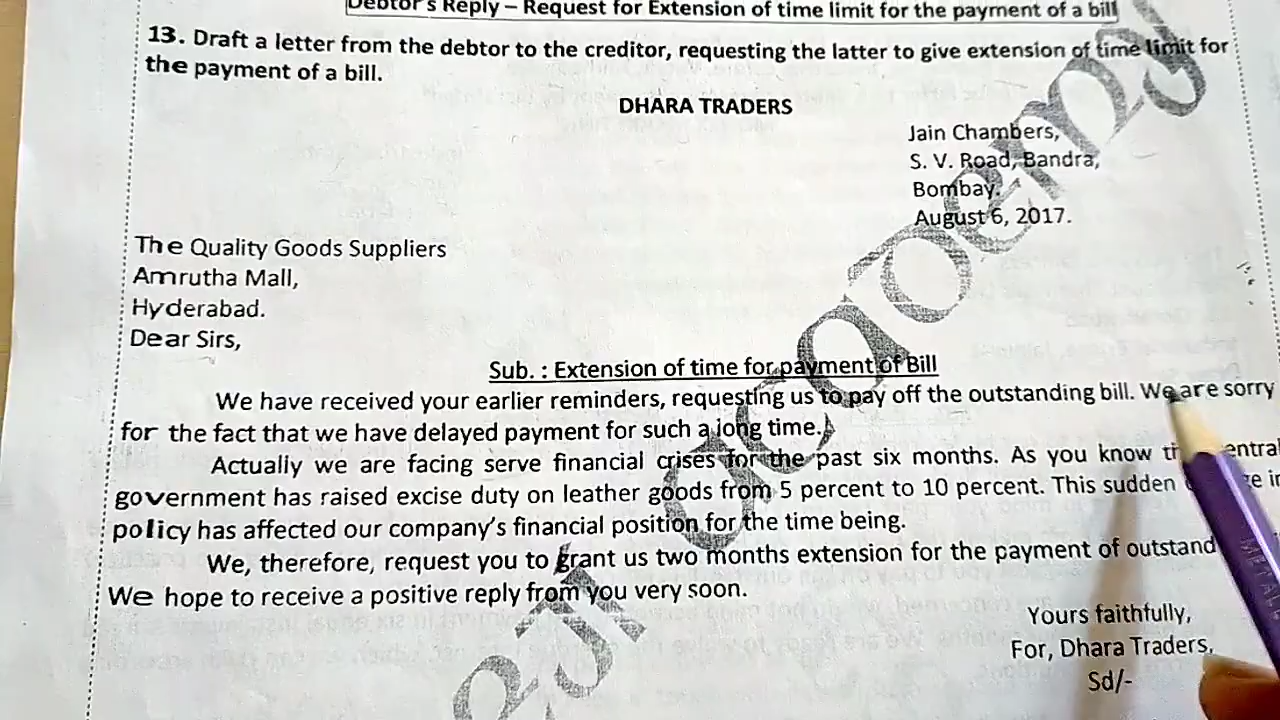 Debtor's Reply – Request for Extension of time limit for the payment of a bill
13. Draft a letter from the debtor to the creditor, requesting the latter to give extension of time limit for
the payment of a bill.
DHARA TRADERS
Jain Chambers,
S. V. Road, Bandra,
Bombay.
August 6, 2017.
The Quality Goods Suppliers
Amrutha Mall,
Hyderabad.
Dear Sirs,
Sub. : Extension of time for payment of Bill
We have received your earlier reminders, requesting us to pay off the outstanding bill. We are sorry
for the fact that we have delayed payment for such a long time.
Actually we are facing serve financial crises for the past six months. As you know
government has raised excise duty on leather goods from 5 percent to 10 percent. This sudden
policy has affected our company's financial position for the time being.
We, therefore, request you to grant us two months extension for the payment of
We hope to receive a positive reply from you very soon.
Yours faithfully,
For, Dhara Traders,
Sd/-